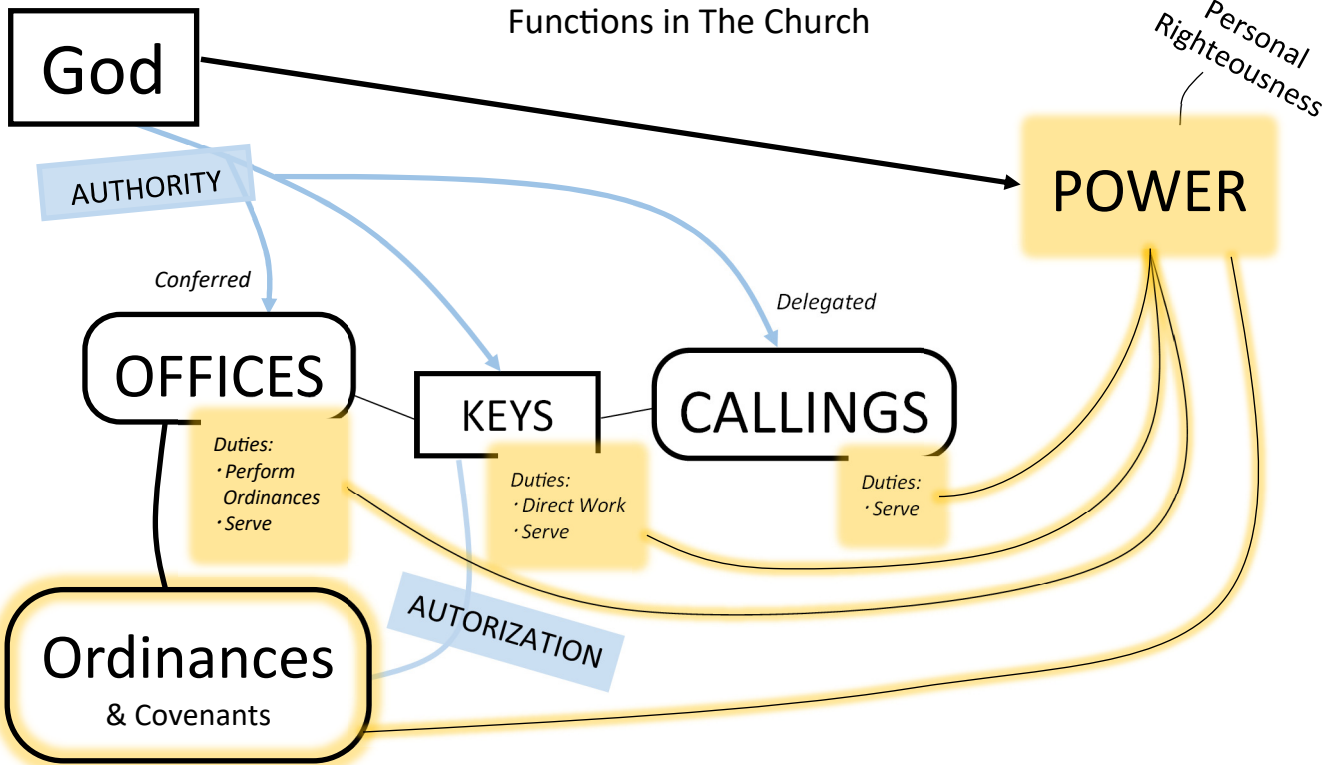 Functions in The Church
God
Personal
Righteousness
POWER
AUTHORITY
Conferred
Delegated
OFFICES
KEYS
CALLINGS
Duties:
· Perform
Ordinances
· Serve
Duties:
· Direct Work
· Serve
Duties:
· Serve
AUTORIZATION
Ordinances
& Covenants